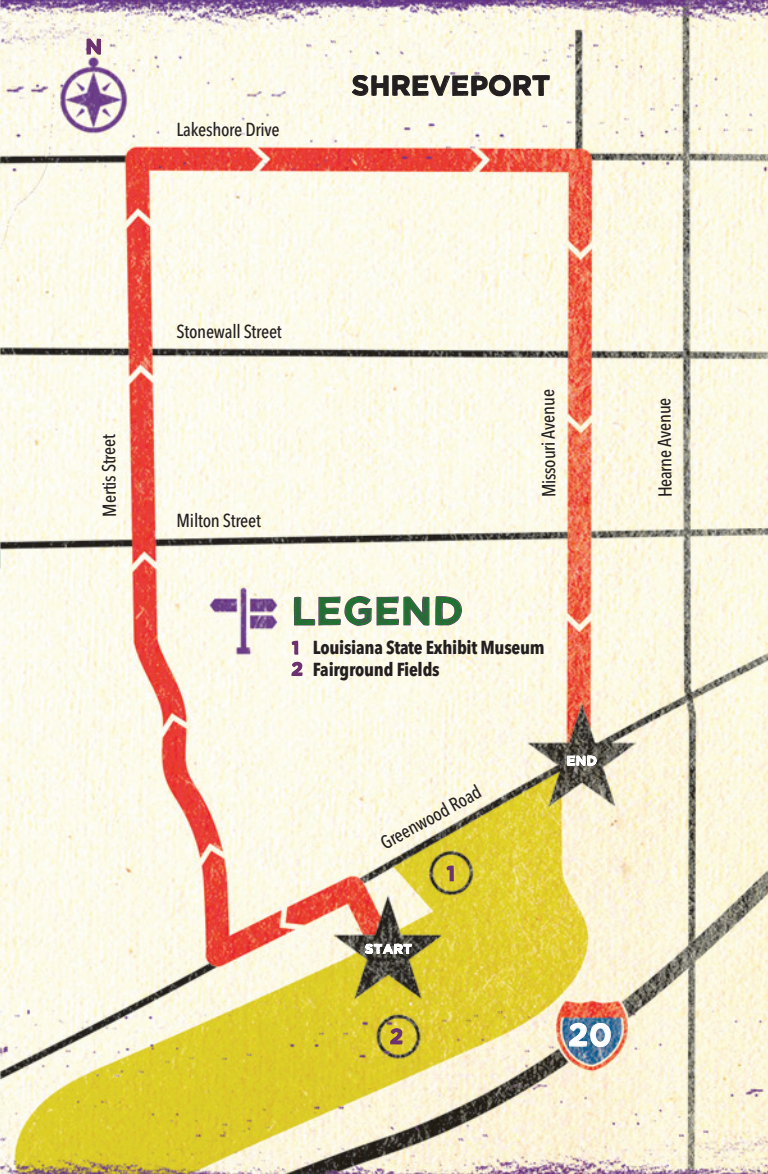 N
SHREVEPORT
Lakeshore Drive
Stonewall Street
Mertis Street
Missouri Avenue
Hearne Avenue
Milton Street
LEGEND
1 Louisiana State Exhibit Museum
2 Fairground Fields
END
Greenwood Road
1
START
2
20